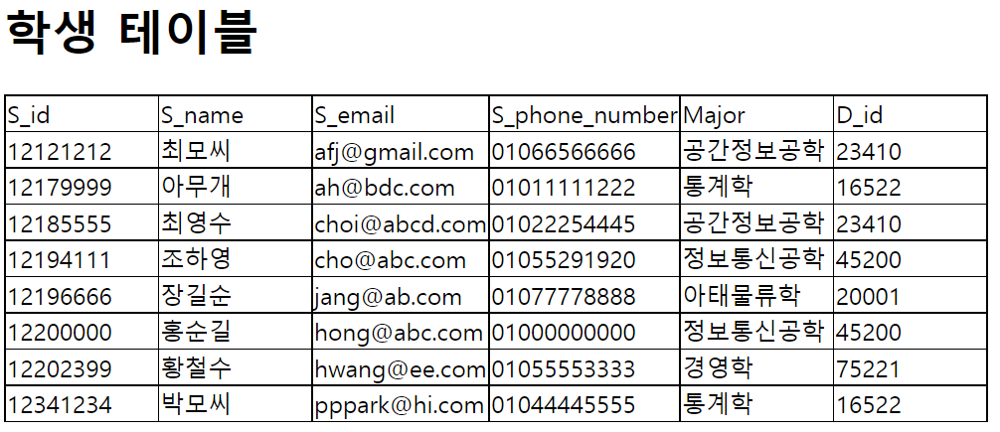 학생 테이블
S_id S_name S_email S_phone_number Major D_id
12121212 최모씨 afj@gmail.com 01066566666 공간정보공학 23410
12179999 아무개 ah@bdc.com 01011111222 통계학 16522
12185555 최영수 choi@abcd.com 01022254445 공간정보공학 23410
12194111 조하영 cho@abc.com 01055291920 정보통신공학 45200
12196666 장길순 jang@ab.com 01077778888 아태물류학 20001
12200000 홍순길 hong@abc.com 01000000000 정보통신공학 45200
12202399 황철수 hwang@ee.com 01055553333 경영학 75221
12341234 박모씨 pppark@hi.com 01044445555 통계학 16522